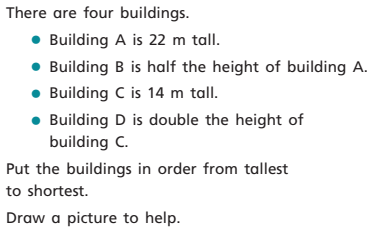 There are four buildings.
● Building A is 22 m tall.
● Building B is half the height of building A.
● Building C is 14 m tall.
● Building D is double the height of
building C.
Put the buildings in order from tallest
to shortest.
Draw a picture to help.